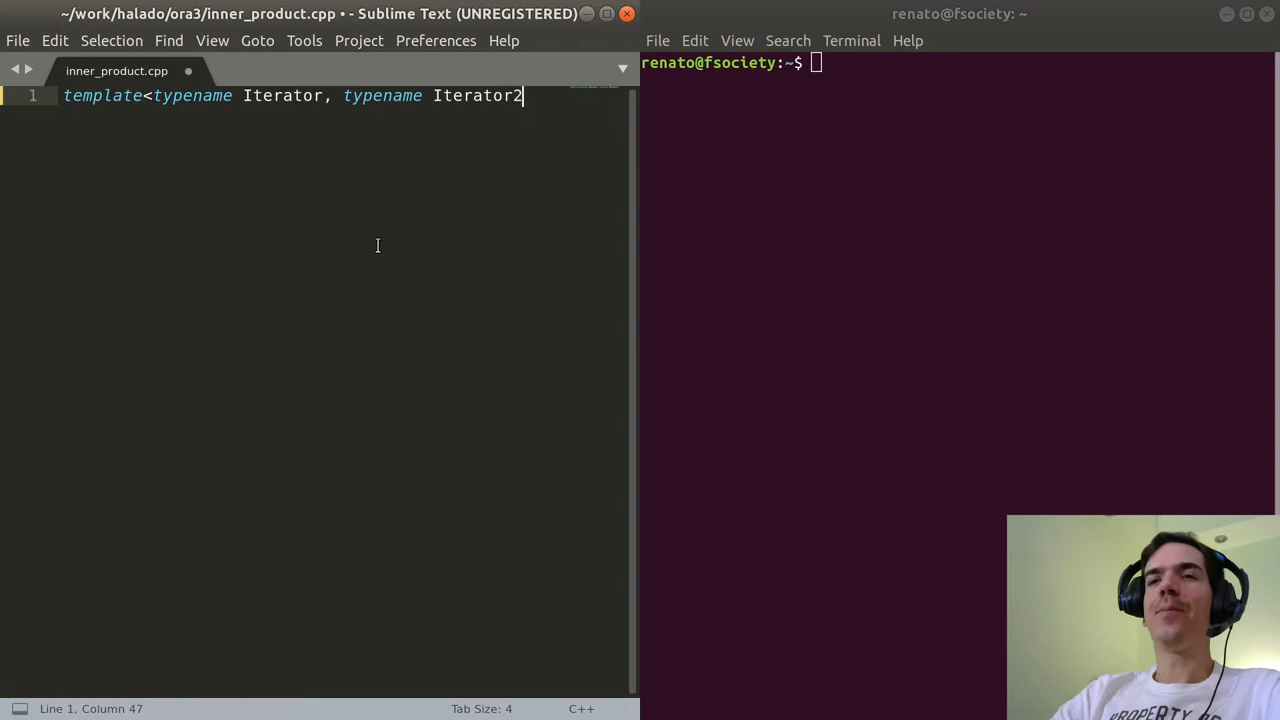 ~/work/halado/ora3/inner_product.cpp • - Sublime Text (UNREGISTERED)
File Edit Selection Find View Goto Tools Project Preferences Help
inner_product.cpp
1 template<typename Iterator, typename Iterator2
Line 1, Column 47
Tab Size: 4
C++
renato@fsociety: ~
File Edit View Search Terminal Help
renato@fsociety:~$
PROPERTY OF